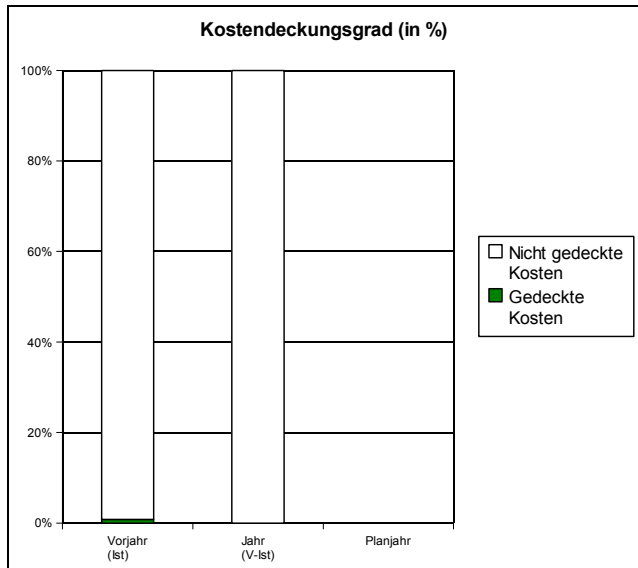 Kostendeckungsgrad (in %)
100%
80%
60%
40%
20%
0%
Vorjahr
(Ist)
Jahr
(V-Ist)
Planjahr
Nicht gedeckte
Kosten
Gedeckte
Kosten